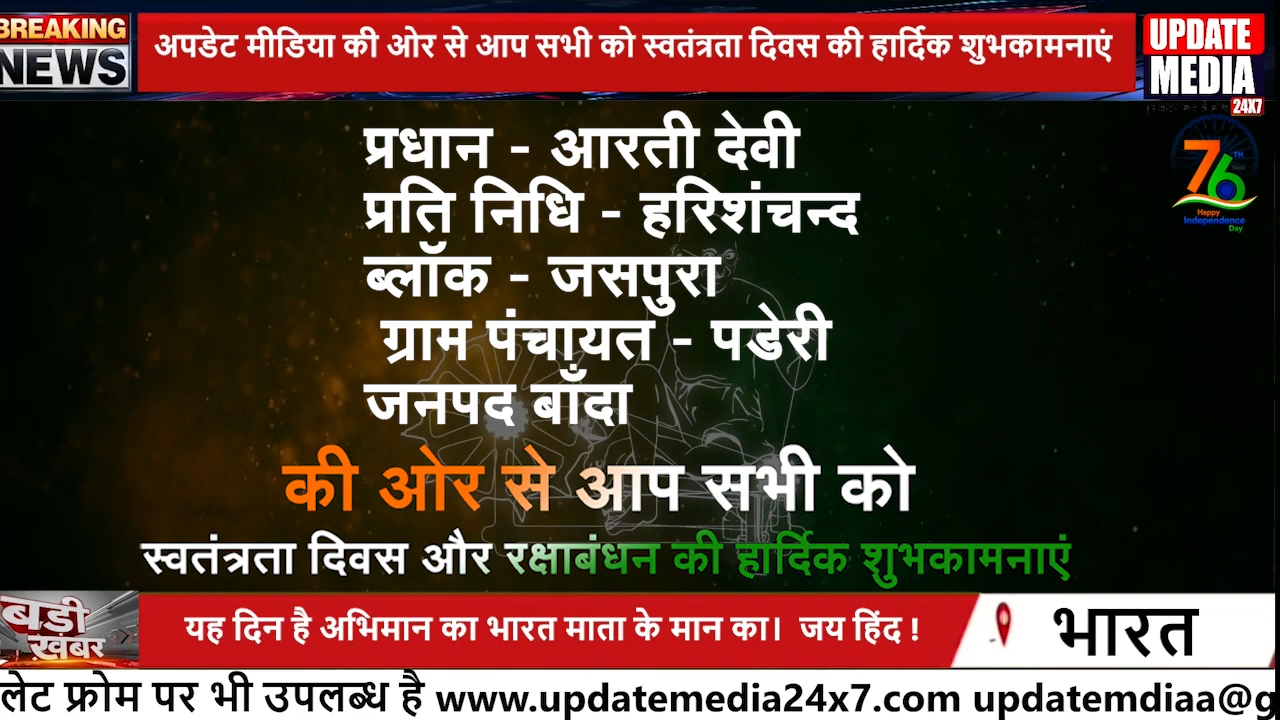 BREAKING
NEWS
अपडेट मीडिया की ओर से आप सभी को स्वतंत्रता दिवस की हार्दिक शुभकामनाएं
UPDATE
MEDIA
24X7
76TH
Happy
Independence
Day
प्रधान - आरती देवी
प्रति निधि - हरिशंचन्द
ब्लॉक - जसपुरा
ग्राम पंचायत - पडेरी
जनपद बाँदा
की ओर से आप सभी को
स्वतंत्रता दिवस और रक्षाबंधन की हार्दिक शुभकामनाएं
बड़ी
ख़बर
यह दिन है अभिमान का भारत माता के मान का। जय हिंद !
भारत
लेट फ्रोम पर भी उपलब्ध है www.updatemedia24x7.com updatemdiaa@g